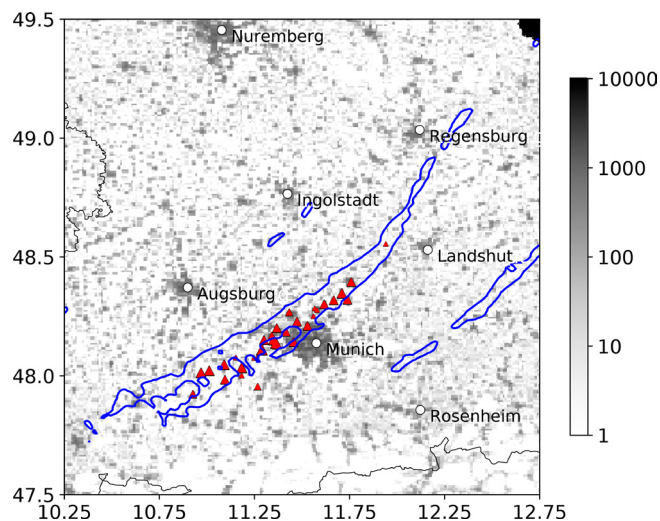 49.5
Nuremberg
10000
49.0
Regensburg
1000
Ingolstadt
48.5
Landshut
100
Augsburg
10
48.0
Munich
Rosenheim
1
47.5
10.25 10.75 11.25 11.75 12.25 12.75